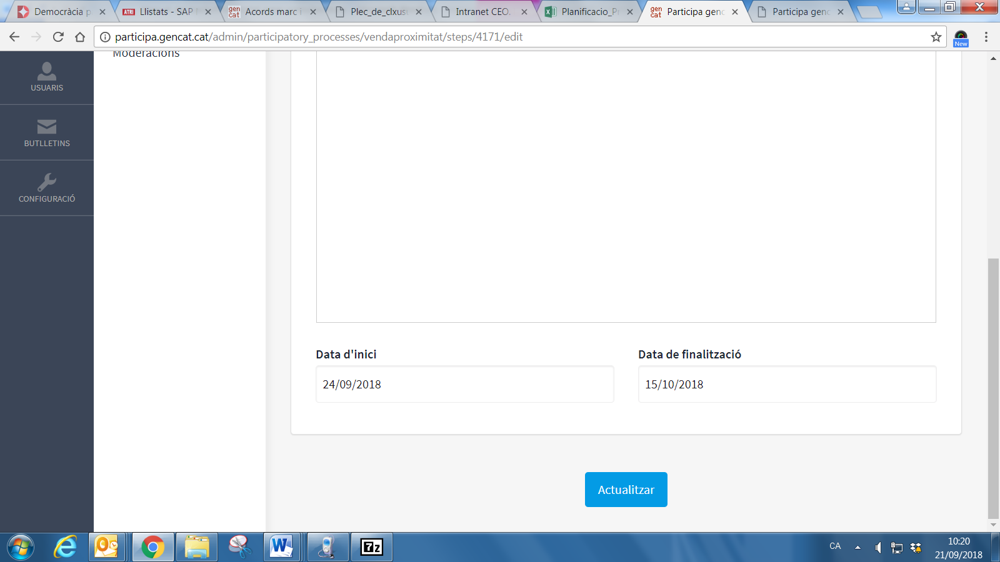 Democràcia p
Llistats - SAP
Acords marc i
Plec_de_clxus
Intranet CEO.
Planificacio_P
Participa genc
Participa genc
participa.gencat.cat/admin/participatory_processes/vendaproximitat/steps/4171/edit
New
Moderacions
USUARIS
BUTLLETINS
CONFIGURACIÓ
Data d'inici
Data de finalització
24/09/2018
15/10/2018
Actualitzar
CA
10:20
21/09/2018